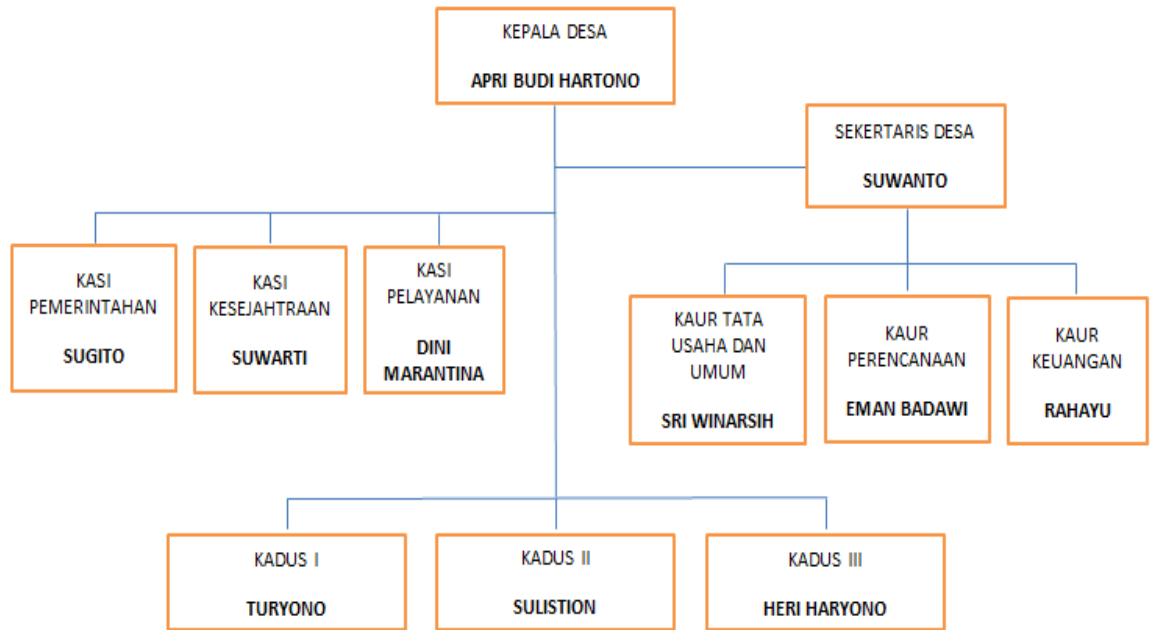 KEPALA DESA
APRI BUDI HARTONO
SEKERTARIS DESA
SUWANTO
KASI
PEMERINTAHAN
SUGITO
KASI
KESEJAHTRAAN
SUWARTI
KASI
PELAYANAN
DINI
MARANTINA
KAUR TATA
USAHA DAN
UMUM
SRI WINARSIH
KAUR
PERENCANAAN
EMAN BADAWI
KAUR
KEUANGAN
RAHAYU
KADUS I
TURYONO
KADUS II
SULISTION
KADUS III
HERI HARYONO